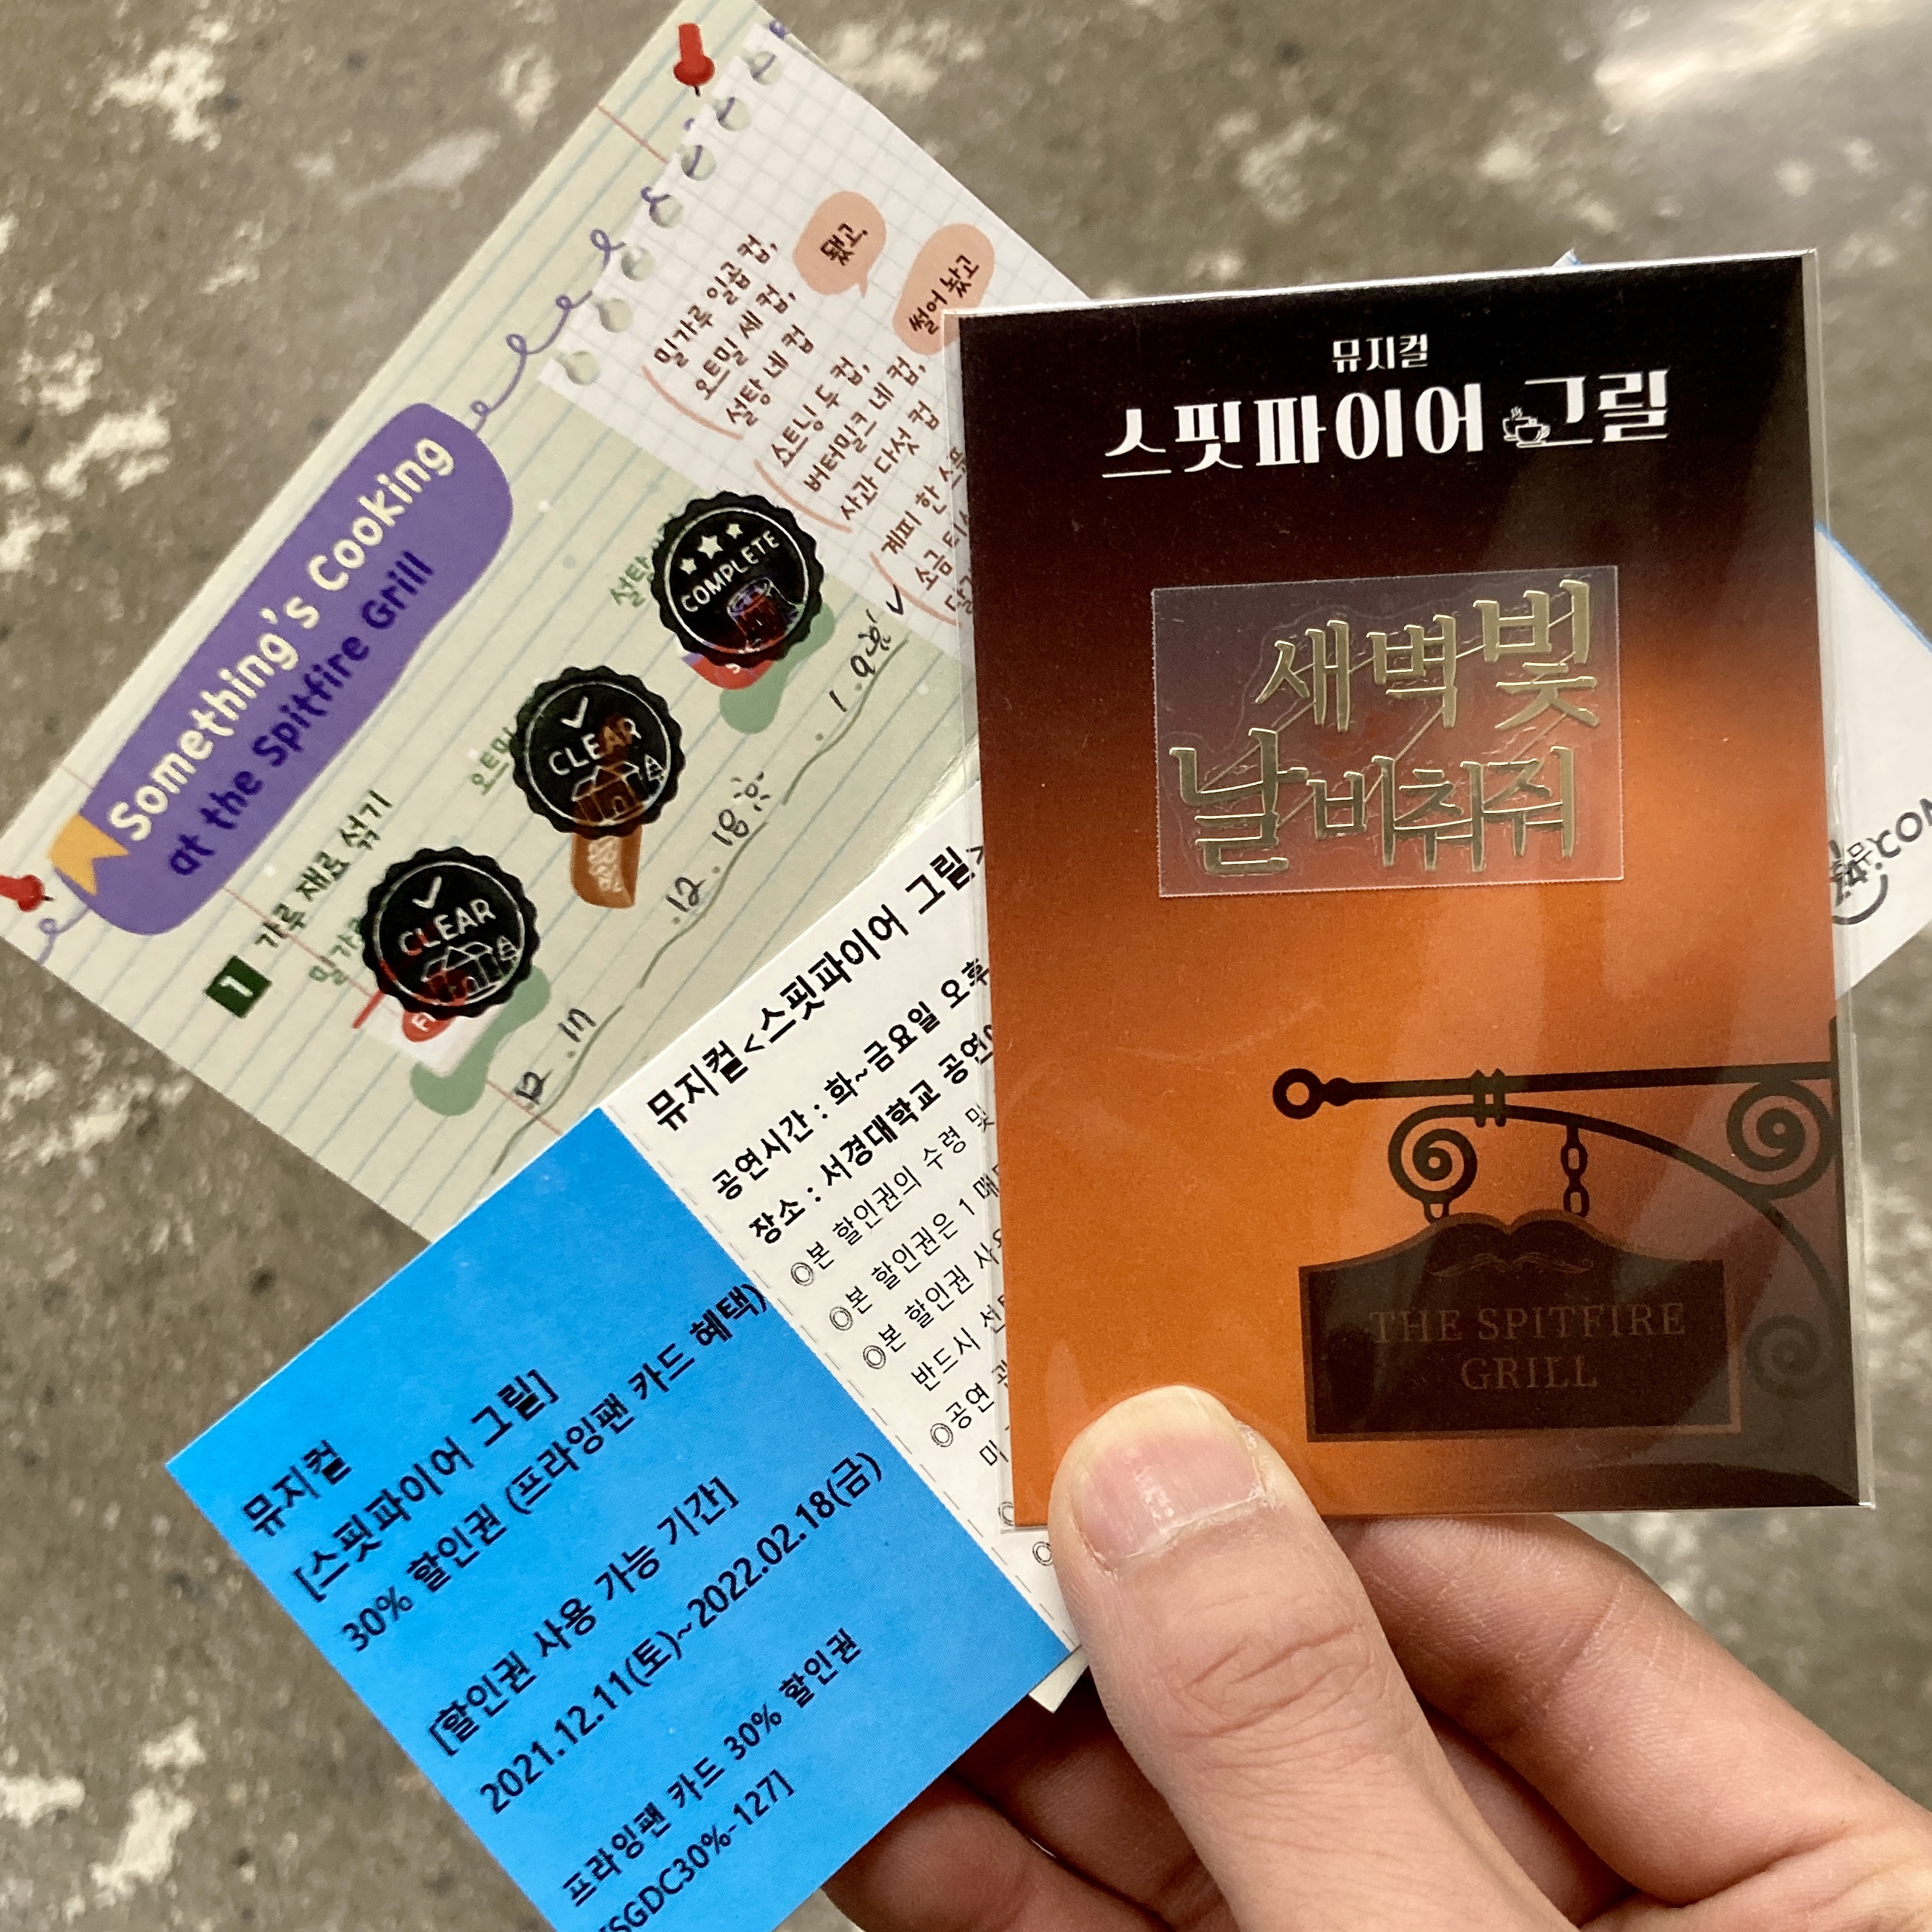 Something's Cooking
at the Spitfire Grill
1 가루 재료 섞기
CLEAR
12.17
CLEAR
12.18
COMPLETE
1.9
밀가루 일곱 컵,
오트밀 세 컵,
설탕 네 컵
됐고,
쇼트닝 두 컵,
버터밀크 네 컵,
사과 다섯 컵
썰어 놨고
계피 한
소금
뮤지컬
스핏파이어 그릴
새벽빛
날 비춰줘
THE SPITFIRE
GRILL
뮤지컬<스핏파이어 그릴>
공연시간 : 화~금요일 오후
장소 : 서경대학교
◎본 할인권의 수령 및
◎본 할인권은 1매
◎본 할인권
반드시
◎공연
뮤지컬
[스핏파이어 그릴]
30% 할인권 (프라잉팬 카드 혜택)
[할인권 사용 가능 기간]
2021.12.11(토)~2022.02.18(금)
프라잉팬 카드 30% 할인권
SGDC30%-127]